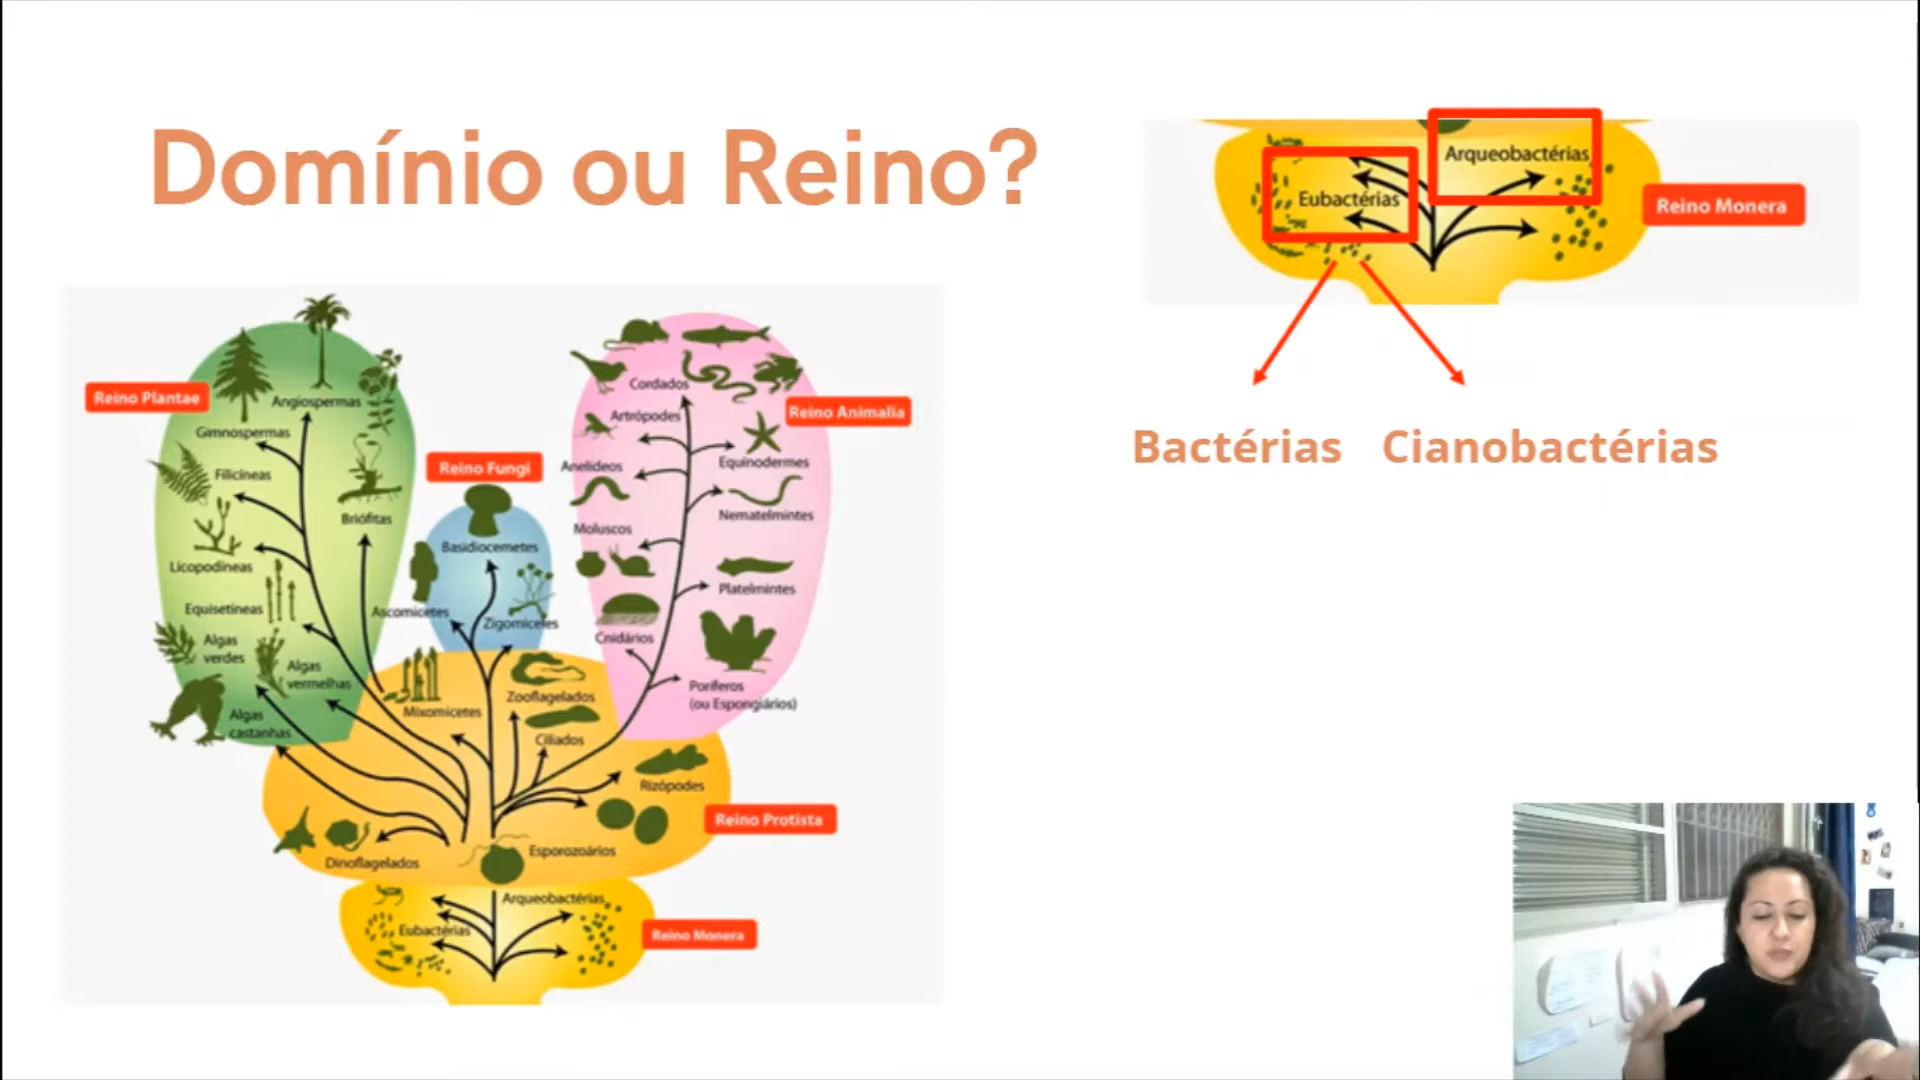 Domínio ou Reino?
Arqueobactérias
Eubactérias
Reino Monera
Bactérias
Cianobactérias
Reino Plantae
Angiospermas
Gimnospermas
Filicíneas
Briófitas
Licopodíneas
Equisetíneas
Algas
verdes
Algas
vermelhas
Algas
castanhas
Reino Fungi
Basidiocemetes
Ascomicetes
Zigomicetes
Reino Animalia
Cordados
Artrópodes
Equinodermes
Anelídeos
Nematelmintes
Moluscos
Platelmintes
Cnidários
Poríferos
(ou Espongiários)
Mixomicetes
Zooflagelados
Ciliados
Rizópodes
Reino Protista
Esporozoários
Dinoflagelados
Arqueobactérias
Eubactérias
Reino Monera